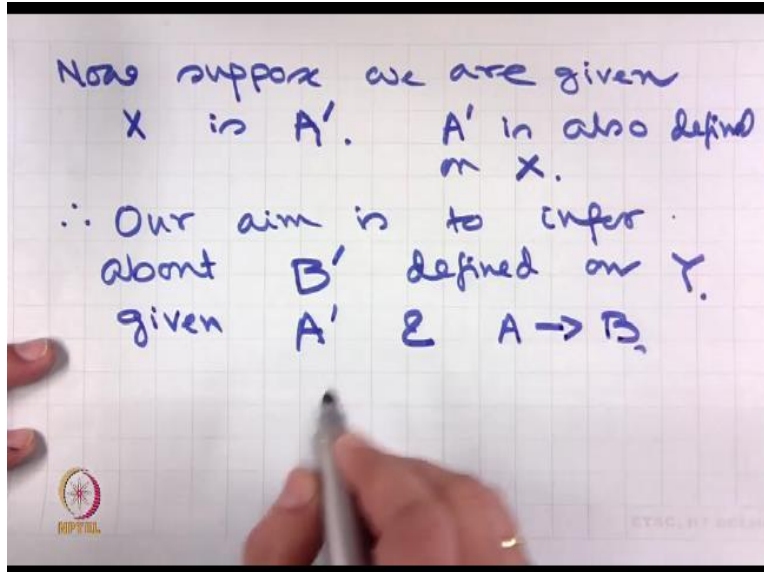 Now suppose we are given
X is A'. A' is also defined
on X.
∴ Our aim is to infer
about B' defined on Y.
given A' & A → B.
NPTEL